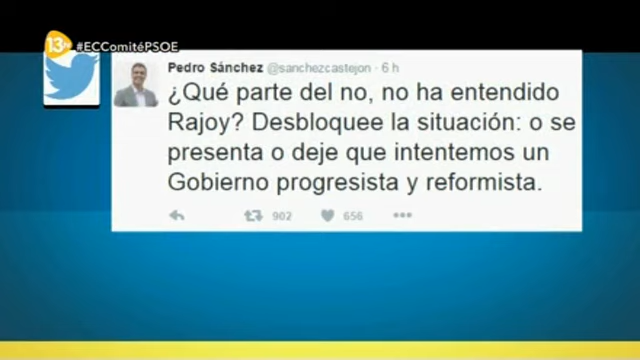 13tv #ECComitéPSOE
Pedro Sánchez @sanchezcastejon · 6 h
¿Qué parte del no, no ha entendido
Rajoy? Desbloquee la situación: o se
presenta o deje que intentemos un
Gobierno progresista y reformista.
902 656